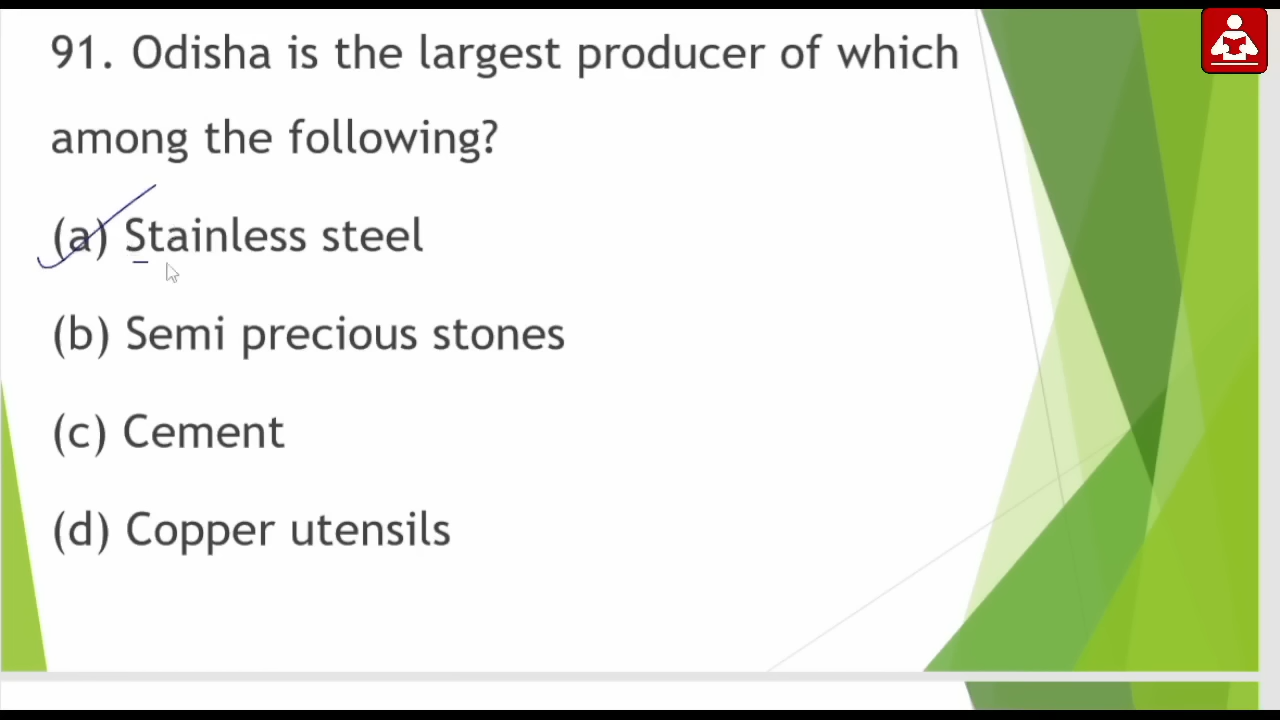 91. Odisha is the largest producer of which
among the following?
(a) Stainless steel
(b) Semi precious stones
(c) Cement
(d) Copper utensils